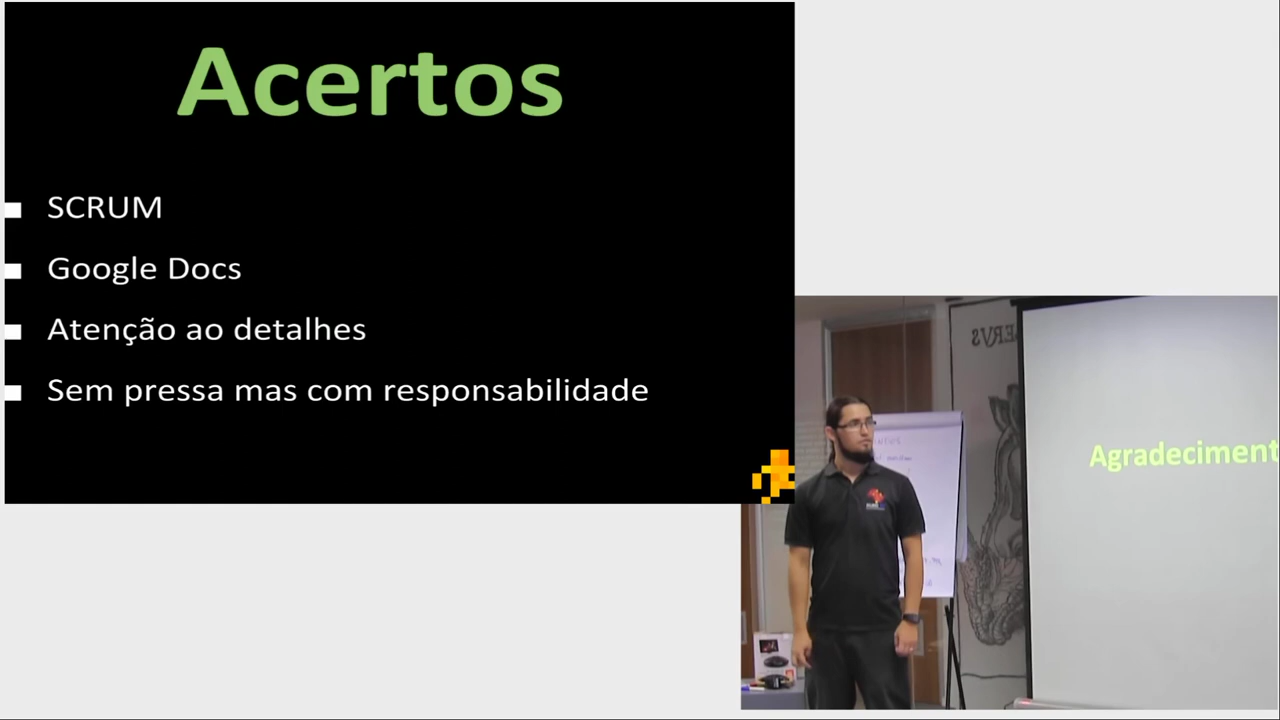 Acertos
SCRUM
Google Docs
Atenção ao detalhes
Sem pressa mas com responsabilidade
Agradeciment